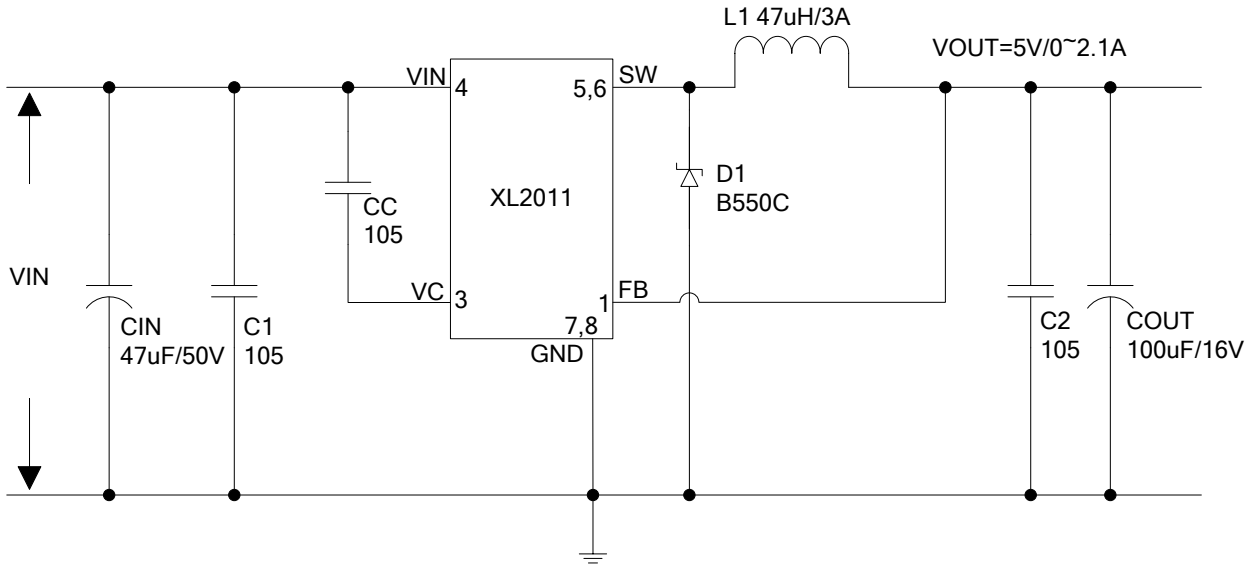 L1 47uH/3A
VOUT=5V/0~2.1A
VIN
4
5,6
SW
XL2011
D1
B550C
CC
105
VIN
VC
3
1
FB
7,8
GND
CIN
47uF/50V
C1
105
C2
105
COUT
100uF/16V